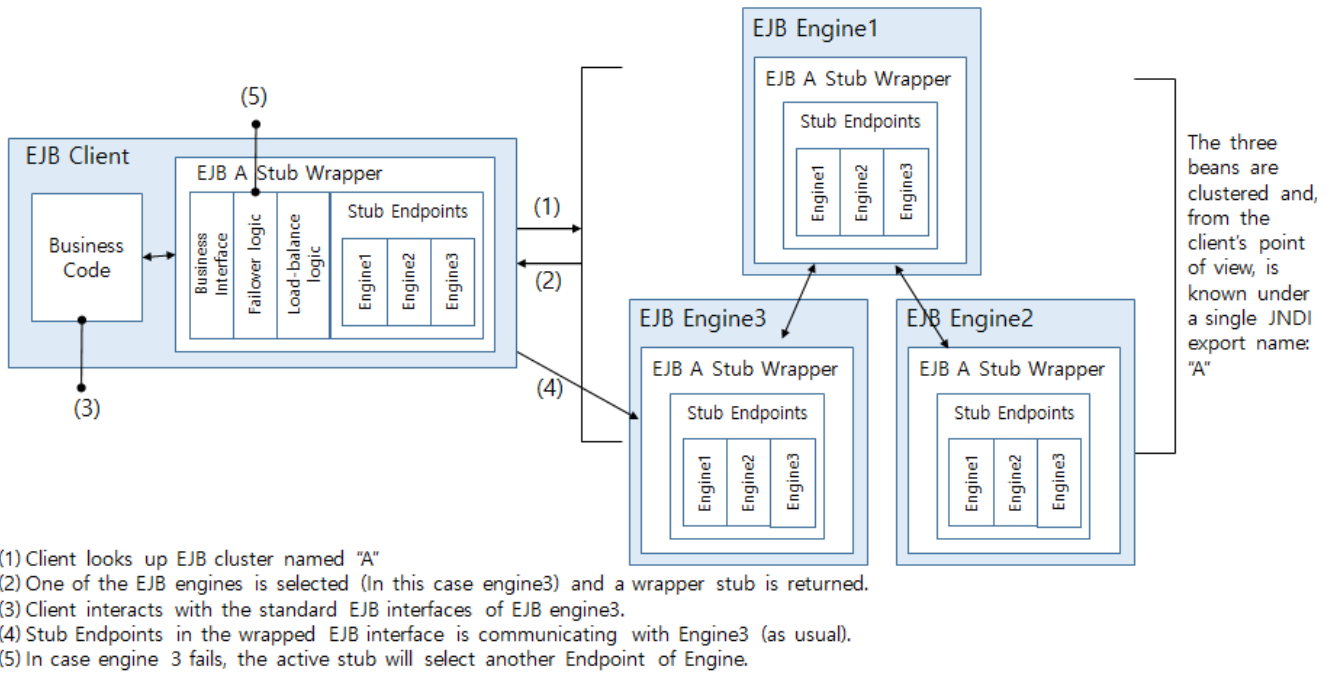 EJB Engine1
EJB A Stub Wrapper
Stub Endpoints
Engine1
Engine2
Engine3
(5)
EJB Client
EJB A Stub Wrapper
Business
Code
Business
Interface
Failover logic
Load-balance
logic
Stub Endpoints
Engine1
Engine2
Engine3
(1)
(2)
(3)
(4)
The three
beans are
clustered and,
from the
client's point
of view, is
known under
a single JNDI
export name:
"A"
EJB Engine3
EJB A Stub Wrapper
Stub Endpoints
Engine1
Engine2
Engine3
EJB Engine2
EJB A Stub Wrapper
Stub Endpoints
Engine1
Engine2
Engine3
(1) Client looks up EJB cluster named "A"
(2) One of the EJB engines is selected (In this case engine3) and a wrapper stub is returned.
(3) Client interacts with the standard EJB interfaces of EJB engine3.
(4) Stub Endpoints in the wrapped EJB interface is communicating with Engine3 (as usual).
(5) In case engine 3 fails, the active stub will select another Endpoint of Engine.